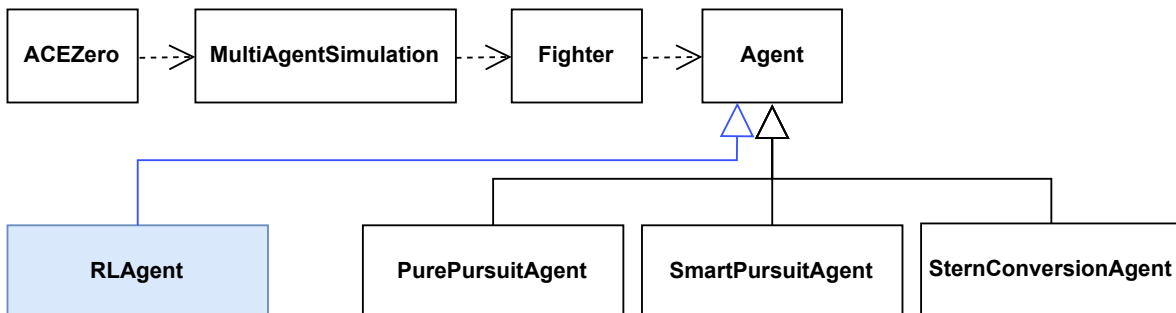 ACEZero
MultiAgentSimulation
Fighter
Agent
RLAgent
PurePursuitAgent
SmartPursuitAgent
SternConversionAgent